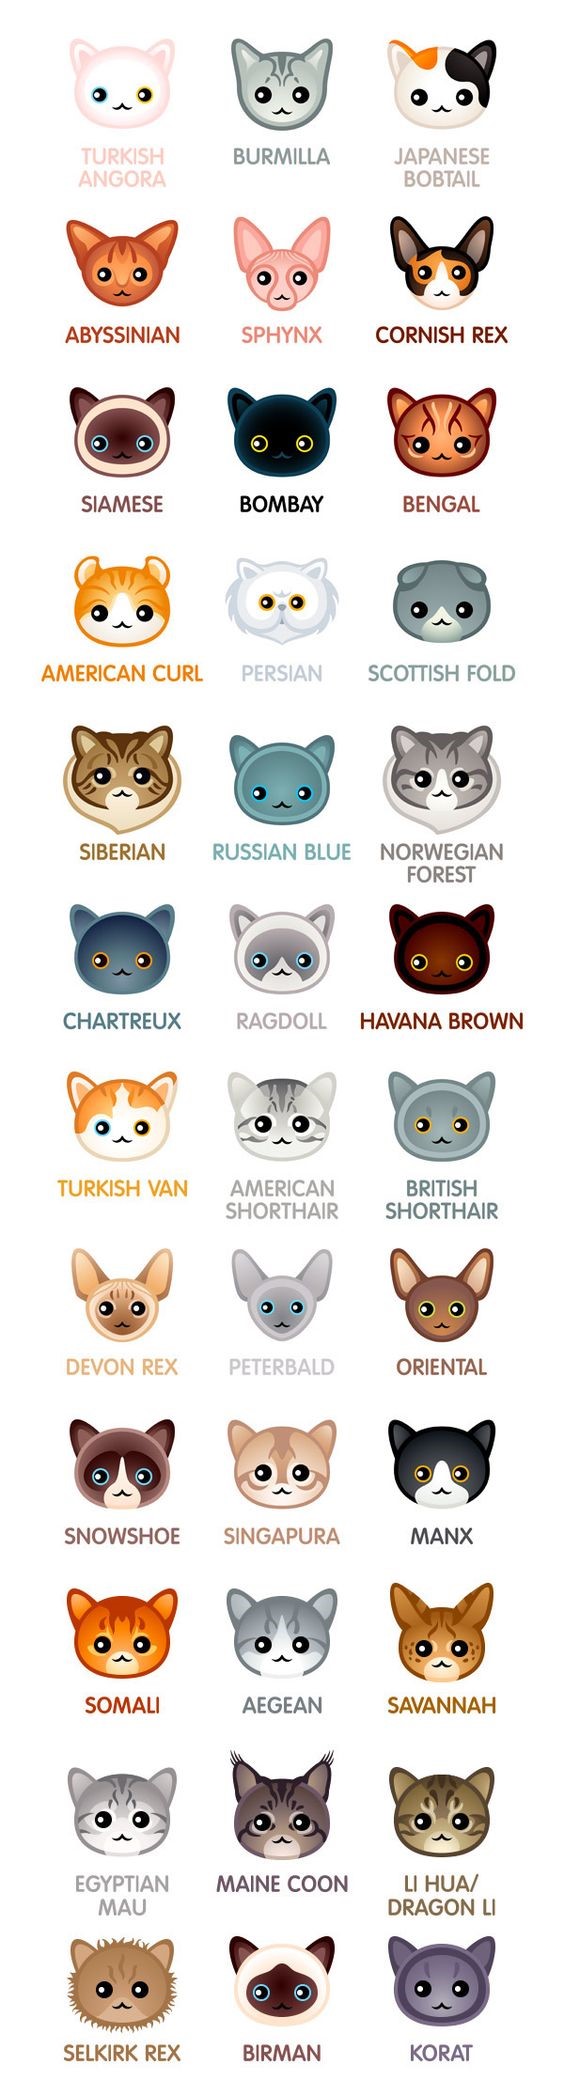 TURKISH
ANGORA
BURMILLA
JAPANESE
BOBTAIL
ABYSSINIAN
SPHYNX
CORNISH REX
SIAMESE
BOMBAY
BENGAL
AMERICAN CURL
PERSIAN
SCOTTISH FOLD
SIBERIAN
RUSSIAN BLUE
NORWEGIAN
FOREST
CHARTREUX
RAGDOLL
HAVANA BROWN
TURKISH VAN
AMERICAN
SHORTHAIR
BRITISH
SHORTHAIR
DEVON REX
PETERBALD
ORIENTAL
SNOWSHOE
SINGAPURA
MANX
SOMALI
AEGEAN
SAVANNAH
EGYPTIAN
MAU
MAINE COON
LI HUA/
DRAGON LI
SELKIRK REX
BIRMAN
KORAT